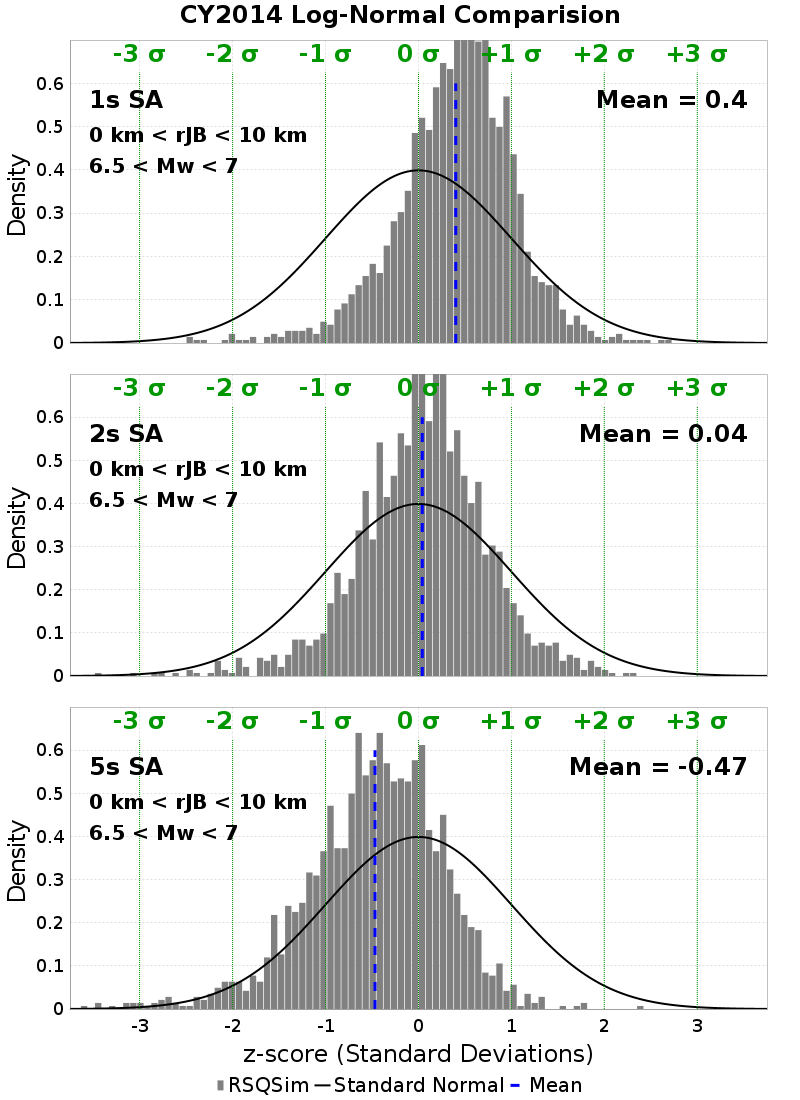 CY2014 Log-Normal Comparision
-3 σ -2 σ -1 σ 0 σ +1 σ +2 σ +3 σ
1s SA Mean = 0.4
0 km < rJB < 10 km
6.5 < Mw < 7
Density
0.6
0.5
0.4
0.3
0.2
0.1
0
-3 σ -2 σ -1 σ 0 σ +1 σ +2 σ +3 σ
2s SA Mean = 0.04
0 km < rJB < 10 km
6.5 < Mw < 7
Density
0.6
0.5
0.4
0.3
0.2
0.1
0
-3 σ -2 σ -1 σ 0 σ +1 σ +2 σ +3 σ
5s SA Mean = -0.47
0 km < rJB < 10 km
6.5 < Mw < 7
Density
0.6
0.5
0.4
0.3
0.2
0.1
0
-3 -2 -1 0 1 2 3
z-score (Standard Deviations)
RSQSim Standard Normal Mean